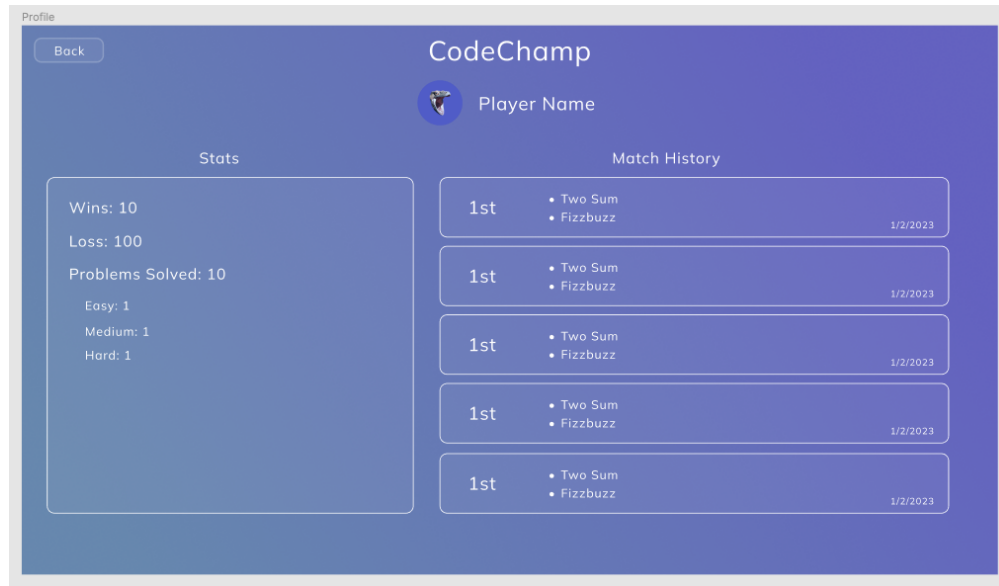 Profile
Back
CodeChamp
Player Name
Stats
Wins: 10
Loss: 100
Problems Solved: 10
Easy: 1
Medium: 1
Hard: 1
Match History
1st
• Two Sum
• Fizzbuzz
1/2/2023
1st
• Two Sum
• Fizzbuzz
1/2/2023
1st
• Two Sum
• Fizzbuzz
1/2/2023
1st
• Two Sum
• Fizzbuzz
1/2/2023
1st
• Two Sum
• Fizzbuzz
1/2/2023